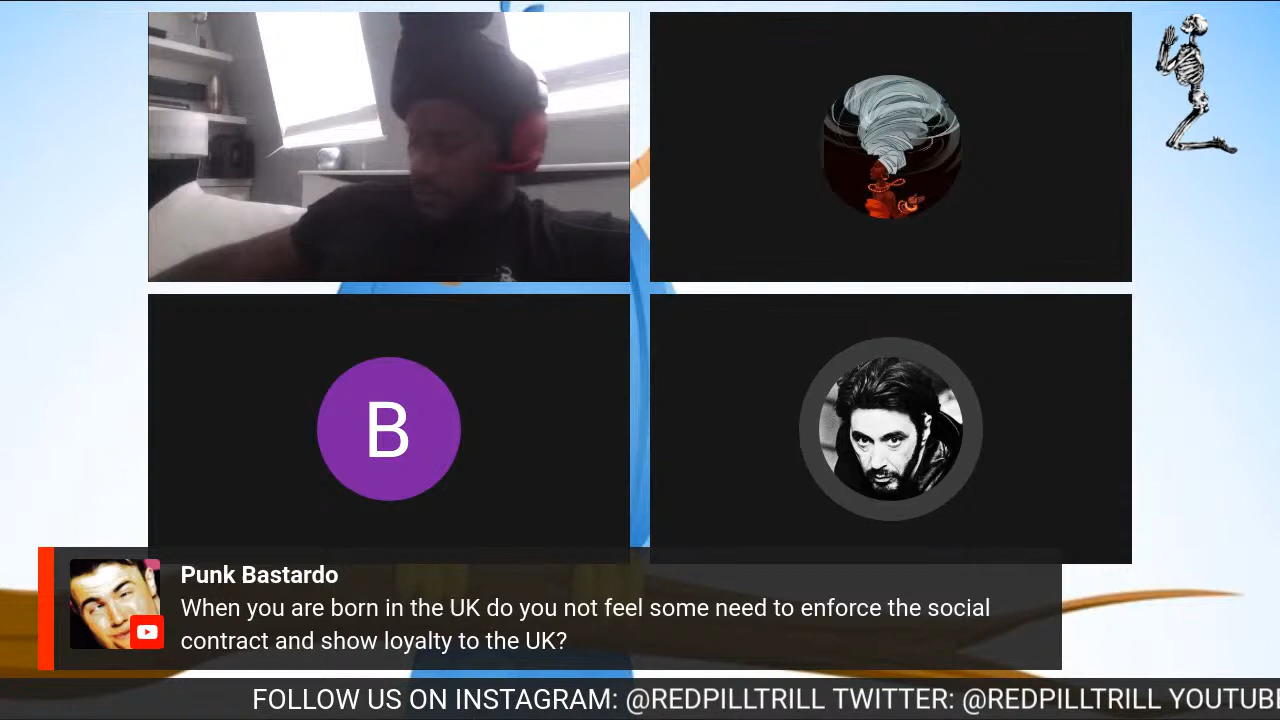 B
Punk Bastardo
When you are born in the UK do you not feel some need to enforce the social
contract and show loyalty to the UK?
FOLLOW US ON INSTAGRAM: @REDPILLTRILL TWITTER: @REDPILLTRILL YOUTUB